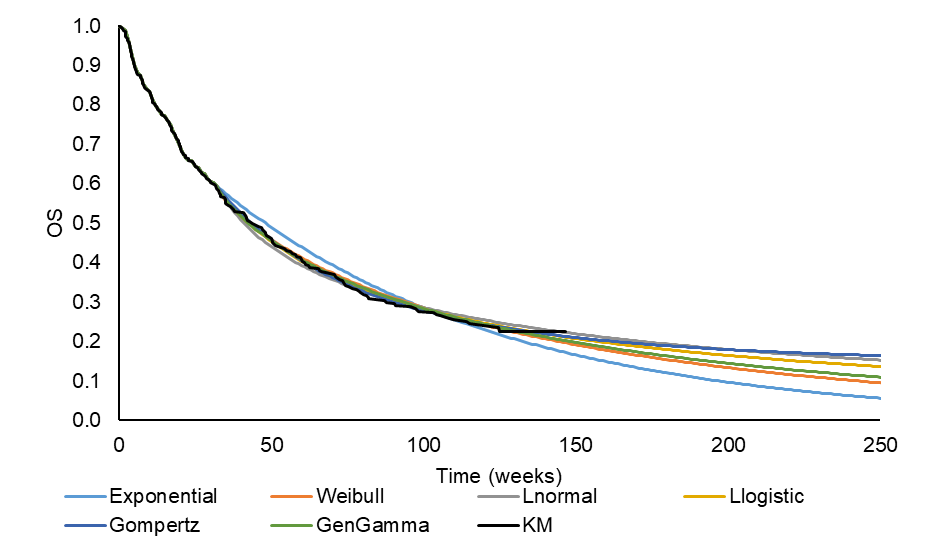 1.0
0.9
0.8
0.7
0.6
0.5
0.4
0.3
0.2
0.1
0.0
OS
0 50 100 150 200 250
Time (weeks)
Exponential Weibull Lnormal Llogistic
Gompertz GenGamma KM